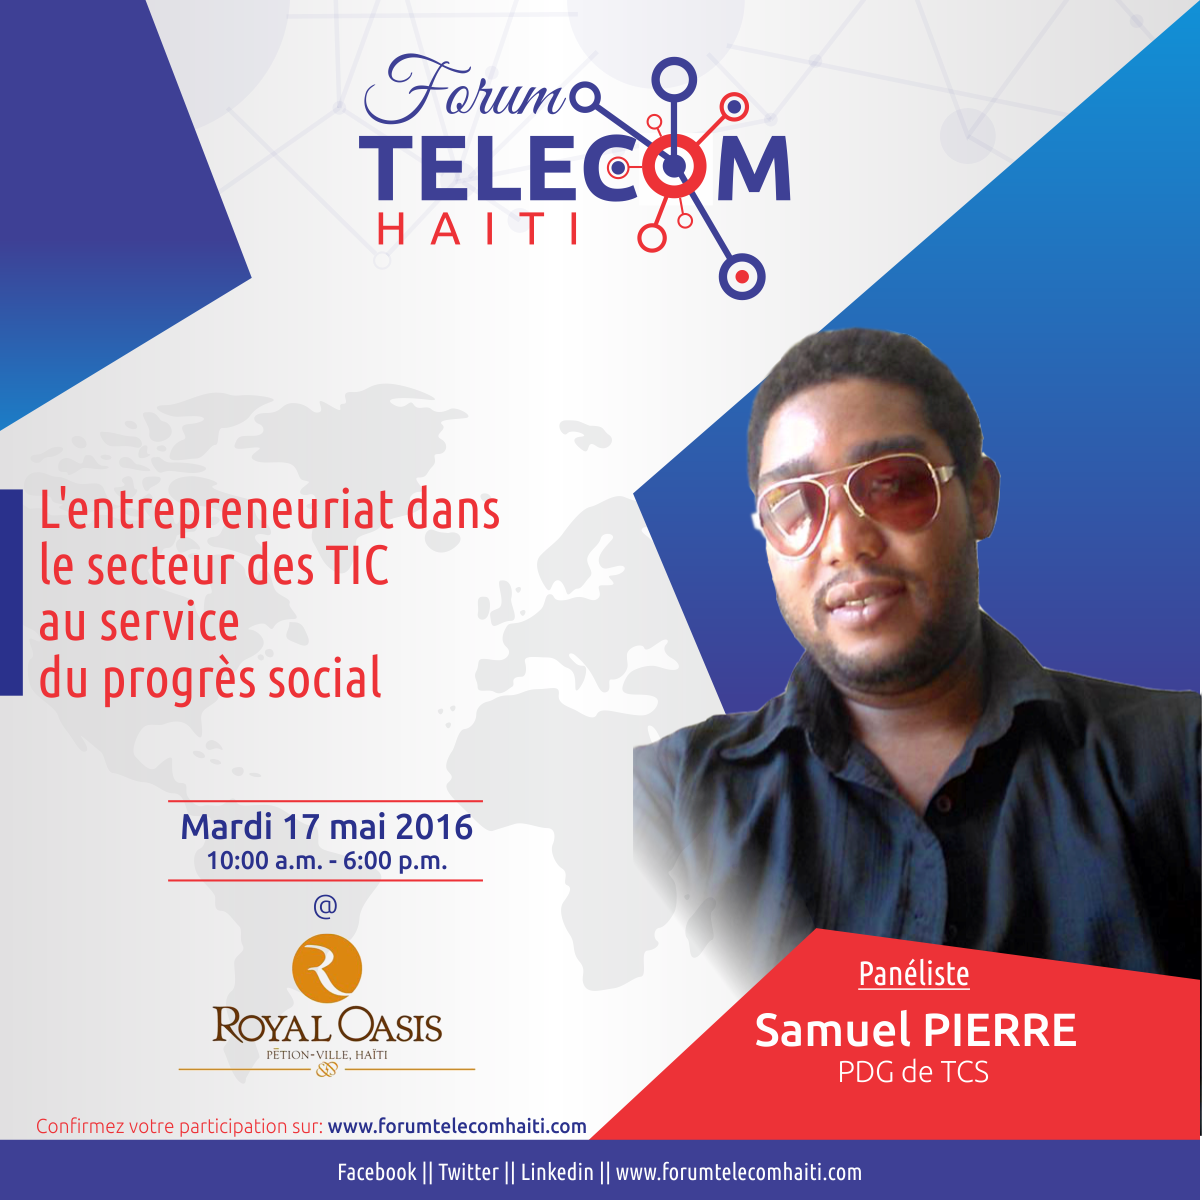 Forum
TELECOM
HAITI
L'entrepreneuriat dans
le secteur des TIC
au service
du progrès social
Mardi 17 mai 2016
10:00 a.m. - 6:00 p.m.
@
R
ROYAL OASIS
PÉTION-VILLE, HAÏTI
Panéliste
Samuel PIERRE
PDG de TCS
Confirmez votre participation sur: www.forumtelecomhaiti.com
Facebook || Twitter || Linkedin || www.forumtelecomhaiti.com